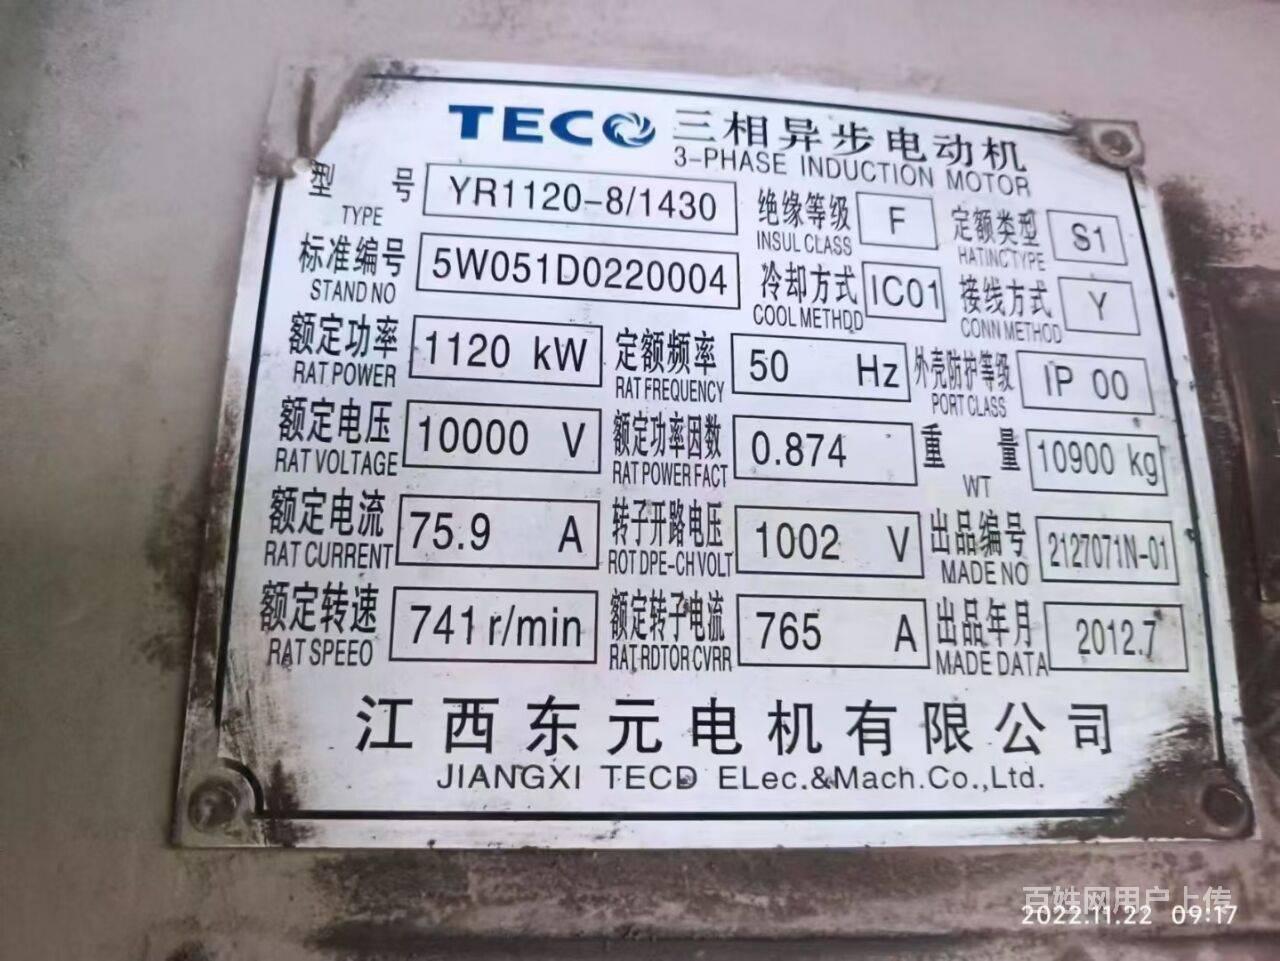 TECO 三相异步电动机
3-PHASE INDUCTION MOTOR
型 号 YR1120-8/1430 绝缘等级 F 定额类型 S1
TYPE INSUL CLASS HATINCTYPE
标准编号 5W051D0220004 冷却方式 IC01 接线方式 Y
STAND NO COOL METHDD CONN METHOD
额定功率 1120 kW 定额频率 50 Hz 外壳防护等级 IP 00
RAT POWER RAT FREQUENCY PORT CLASS
额定电压 10000 V 额定功率因数 0.874 重 量 10900 kg
RAT VOLTAGE RAT POWER FACT WT
额定电流 75.9 A 转子开路电压 1002 V 出品编号 2127071N-01
RAT CURRENT ROT DPE-CH VOLT MADE NO
额定转速 741 r/min 额定转子电流 765 A 出品年月 2012.7
RAT SPEEO RAT RDTOR CVRR MADE DATA
江西东元电机有限公司
JIANGXI TECD ELec.&Mach.Co.,Ltd.
百姓网用户上传
2022.11.22 09:17